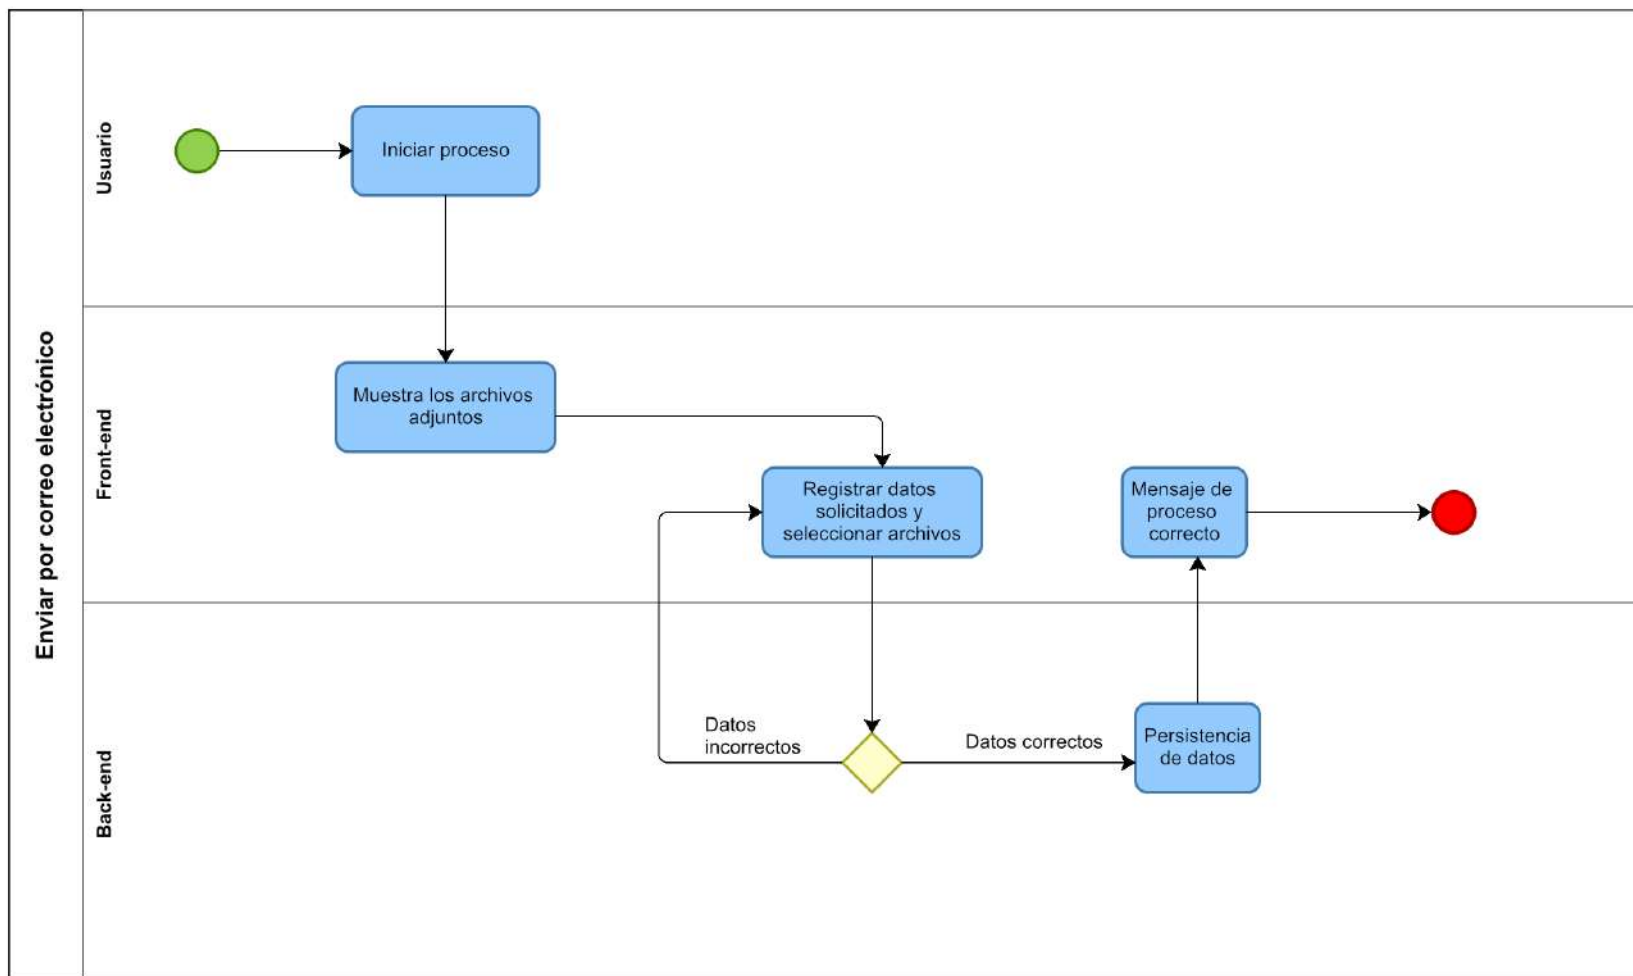 Enviar por correo electrónico
Usuario
Iniciar proceso
Front-end
Muestra los archivos
adjuntos
Registrar datos
solicitados y
seleccionar archivos
Mensaje de
proceso
correcto
Back-end
Datos
incorrectos
Datos correctos
Persistencia
de datos